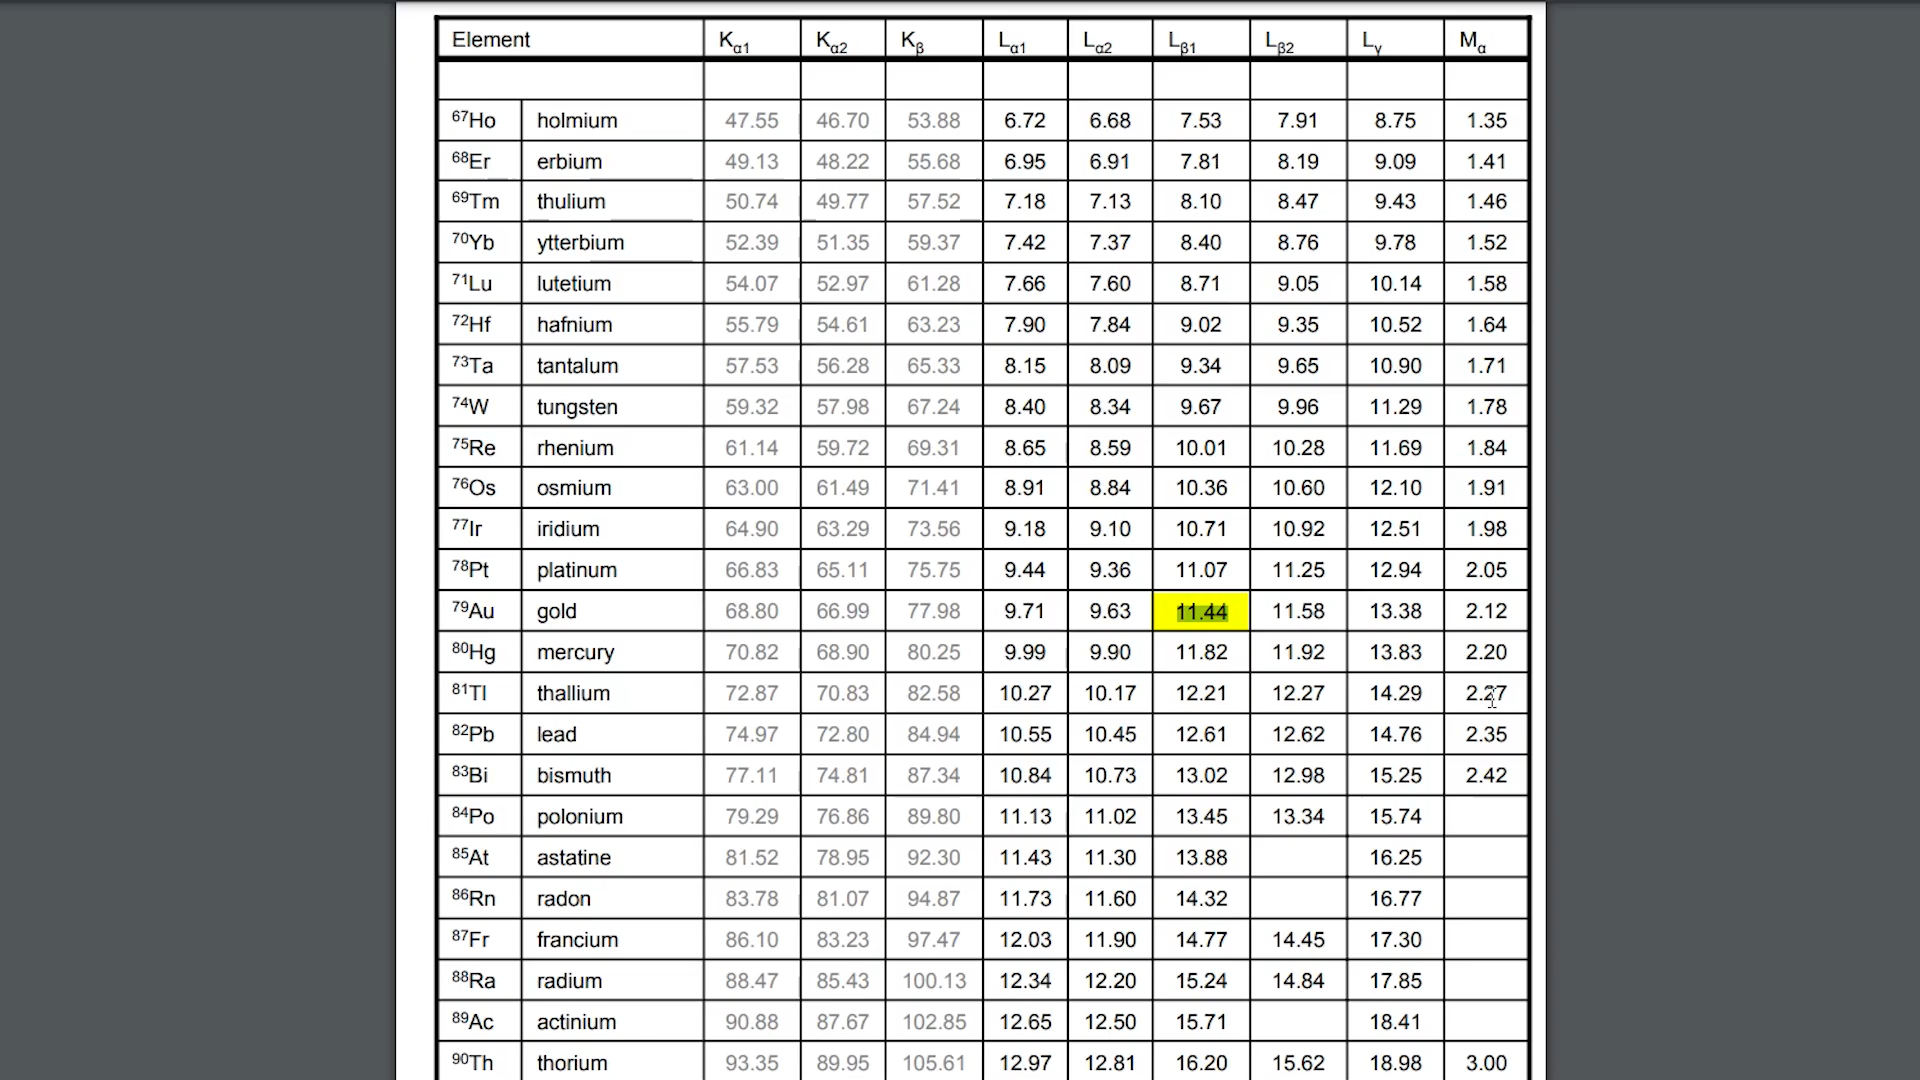 Element Kα1 Kα2 Kβ Lα1 Lα2 Lβ1 Lβ2 Lγ Mα
67Ho holmium 47.55 46.70 53.88 6.72 6.68 7.53 7.91 8.75 1.35
68Er erbium 49.13 48.22 55.68 6.95 6.91 7.81 8.19 9.09 1.41
69Tm thulium 50.74 49.77 57.52 7.18 7.13 8.10 8.47 9.43 1.46
70Yb ytterbium 52.39 51.35 59.37 7.42 7.37 8.40 8.76 9.78 1.52
71Lu lutetium 54.07 52.97 61.28 7.66 7.60 8.71 9.05 10.14 1.58
72Hf hafnium 55.79 54.61 63.23 7.90 7.84 9.02 9.35 10.52 1.64
73Ta tantalum 57.53 56.28 65.33 8.15 8.09 9.34 9.65 10.90 1.71
74W tungsten 59.32 57.98 67.24 8.40 8.34 9.67 9.96 11.29 1.78
75Re rhenium 61.14 59.72 69.31 8.65 8.59 10.01 10.28 11.69 1.84
76Os osmium 63.00 61.49 71.41 8.91 8.84 10.36 10.60 12.10 1.91
77Ir iridium 64.90 63.29 73.56 9.18 9.10 10.71 10.92 12.51 1.98
78Pt platinum 66.83 65.11 75.75 9.44 9.36 11.07 11.25 12.94 2.05
79Au gold 68.80 66.99 77.98 9.71 9.63 11.44 11.58 13.38 2.12
80Hg mercury 70.82 68.90 80.25 9.99 9.90 11.82 11.92 13.83 2.20
81Tl thallium 72.87 70.83 82.58 10.27 10.17 12.21 12.27 14.29 2.27
82Pb lead 74.97 72.80 84.94 10.55 10.45 12.61 12.62 14.76 2.35
83Bi bismuth 77.11 74.81 87.34 10.84 10.73 13.02 12.98 15.25 2.42
84Po polonium 79.29 76.86 89.80 11.13 11.02 13.45 13.34 15.74
85At astatine 81.52 78.95 92.30 11.43 11.30 13.88 16.25
86Rn radon 83.78 81.07 94.87 11.73 11.60 14.32 16.77
87Fr francium 86.10 83.23 97.47 12.03 11.90 14.77 14.45 17.30
88Ra radium 88.47 85.43 100.13 12.34 12.20 15.24 14.84 17.85
89Ac actinium 90.88 87.67 102.85 12.65 12.50 15.71 18.41
90Th thorium 93.35 89.95 105.61 12.97 12.81 16.20 15.62 18.98 3.00